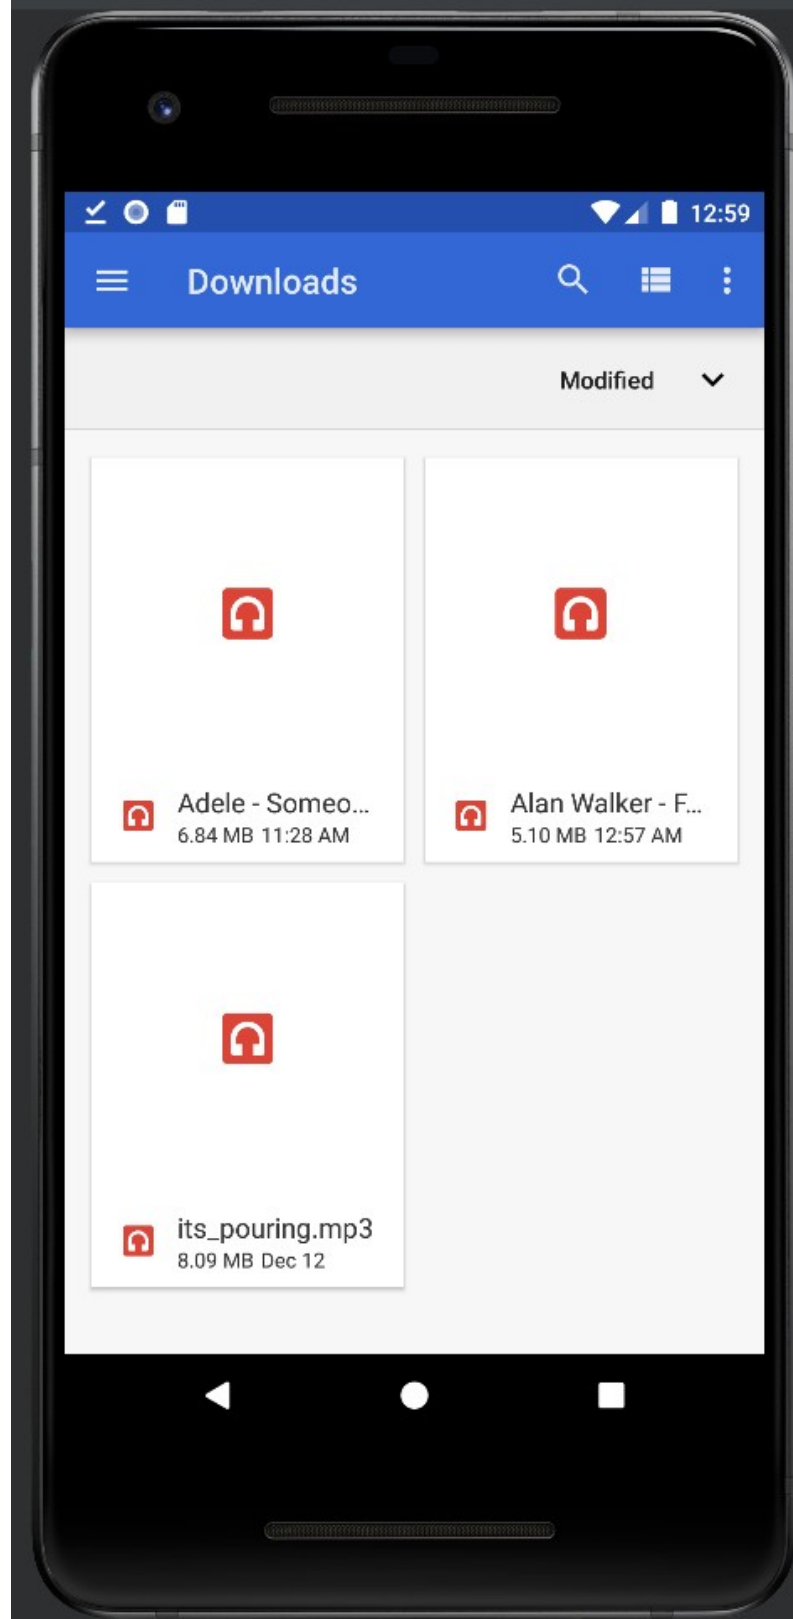 12:59
Downloads
Modified
Adele - Someo...
6.84 MB 11:28 AM
Alan Walker - F...
5.10 MB 12:57 AM
its_pouring.mp3
8.09 MB Dec 12